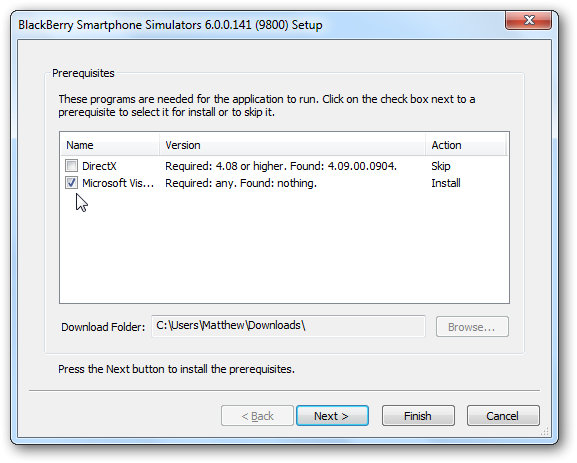 BlackBerry Smartphone Simulators 6.0.0.141 (9800) Setup
Prerequisites
These programs are needed for the application to run. Click on the check box next to a
prerequisite to select it for install or to skip it.
Name Version Action
DirectX Required: 4.08 or higher. Found: 4.09.00.0904. Skip
Microsoft Vis... Required: any. Found: nothing. Install
Download Folder: C:\Users\Matthew\Downloads\ Browse...
Press the Next button to install the prerequisites.
< Back Next > Finish Cancel